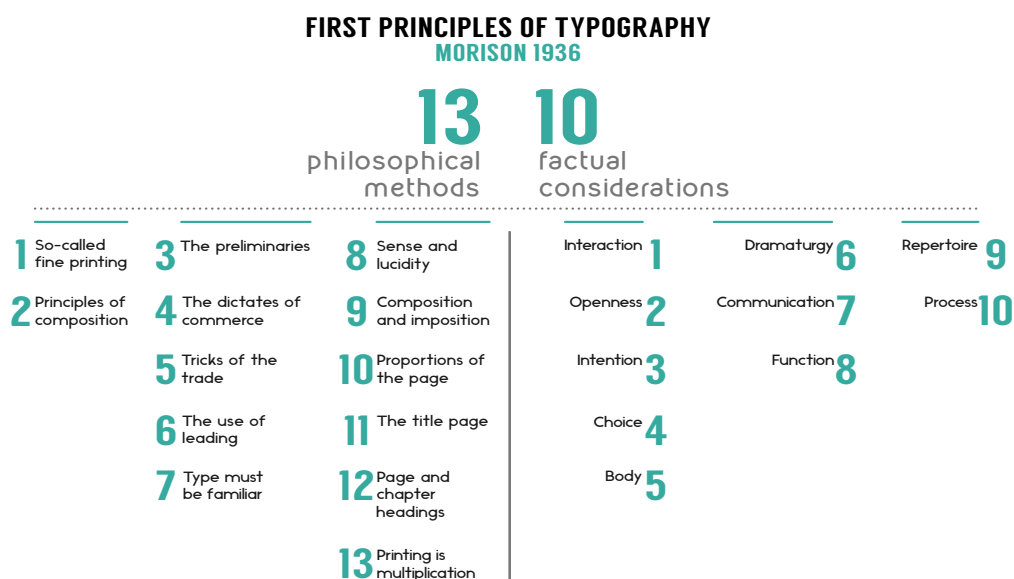 FIRST PRINCIPLES OF TYPOGRAPHY
MORISON 1936
13
philosophical
methods
10
factual
considerations
1 So-called
fine printing
2 Principles of
composition
3 The preliminaries
4 The dictates of
commerce
5 Tricks of the
trade
6 The use of
leading
7 Type must
be familiar
8 Sense and
lucidity
9 Composition
and imposition
10 Proportions of
the page
11 The title page
12 Page and
chapter
headings
13 Printing is
multiplication
Interaction 1
Openness 2
Intention 3
Choice 4
Body 5
Dramaturgy 6
Communication 7
Function 8
Repertoire 9
Process 10